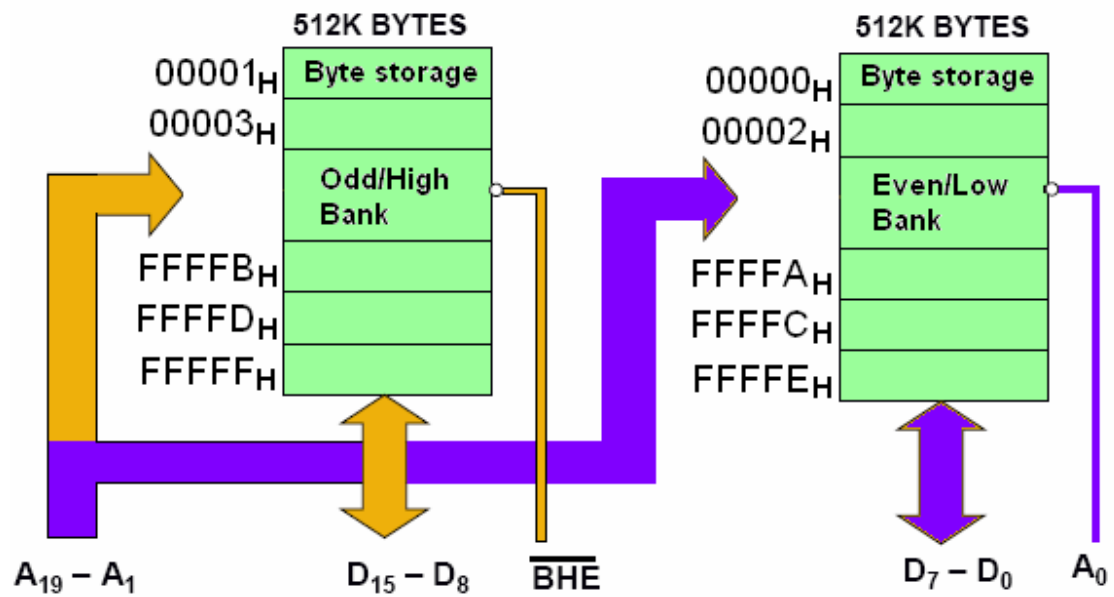 512K BYTES
00001H
Byte storage
00003H
Odd/High
Bank
FFFFBH
FFFFDH
FFFFFH
512K BYTES
00000H
Byte storage
00002H
Even/Low
Bank
FFFFAH
FFFFCH
FFFFEH
A19 – A1
D15 – D8
BHE
D7 – D0
A0